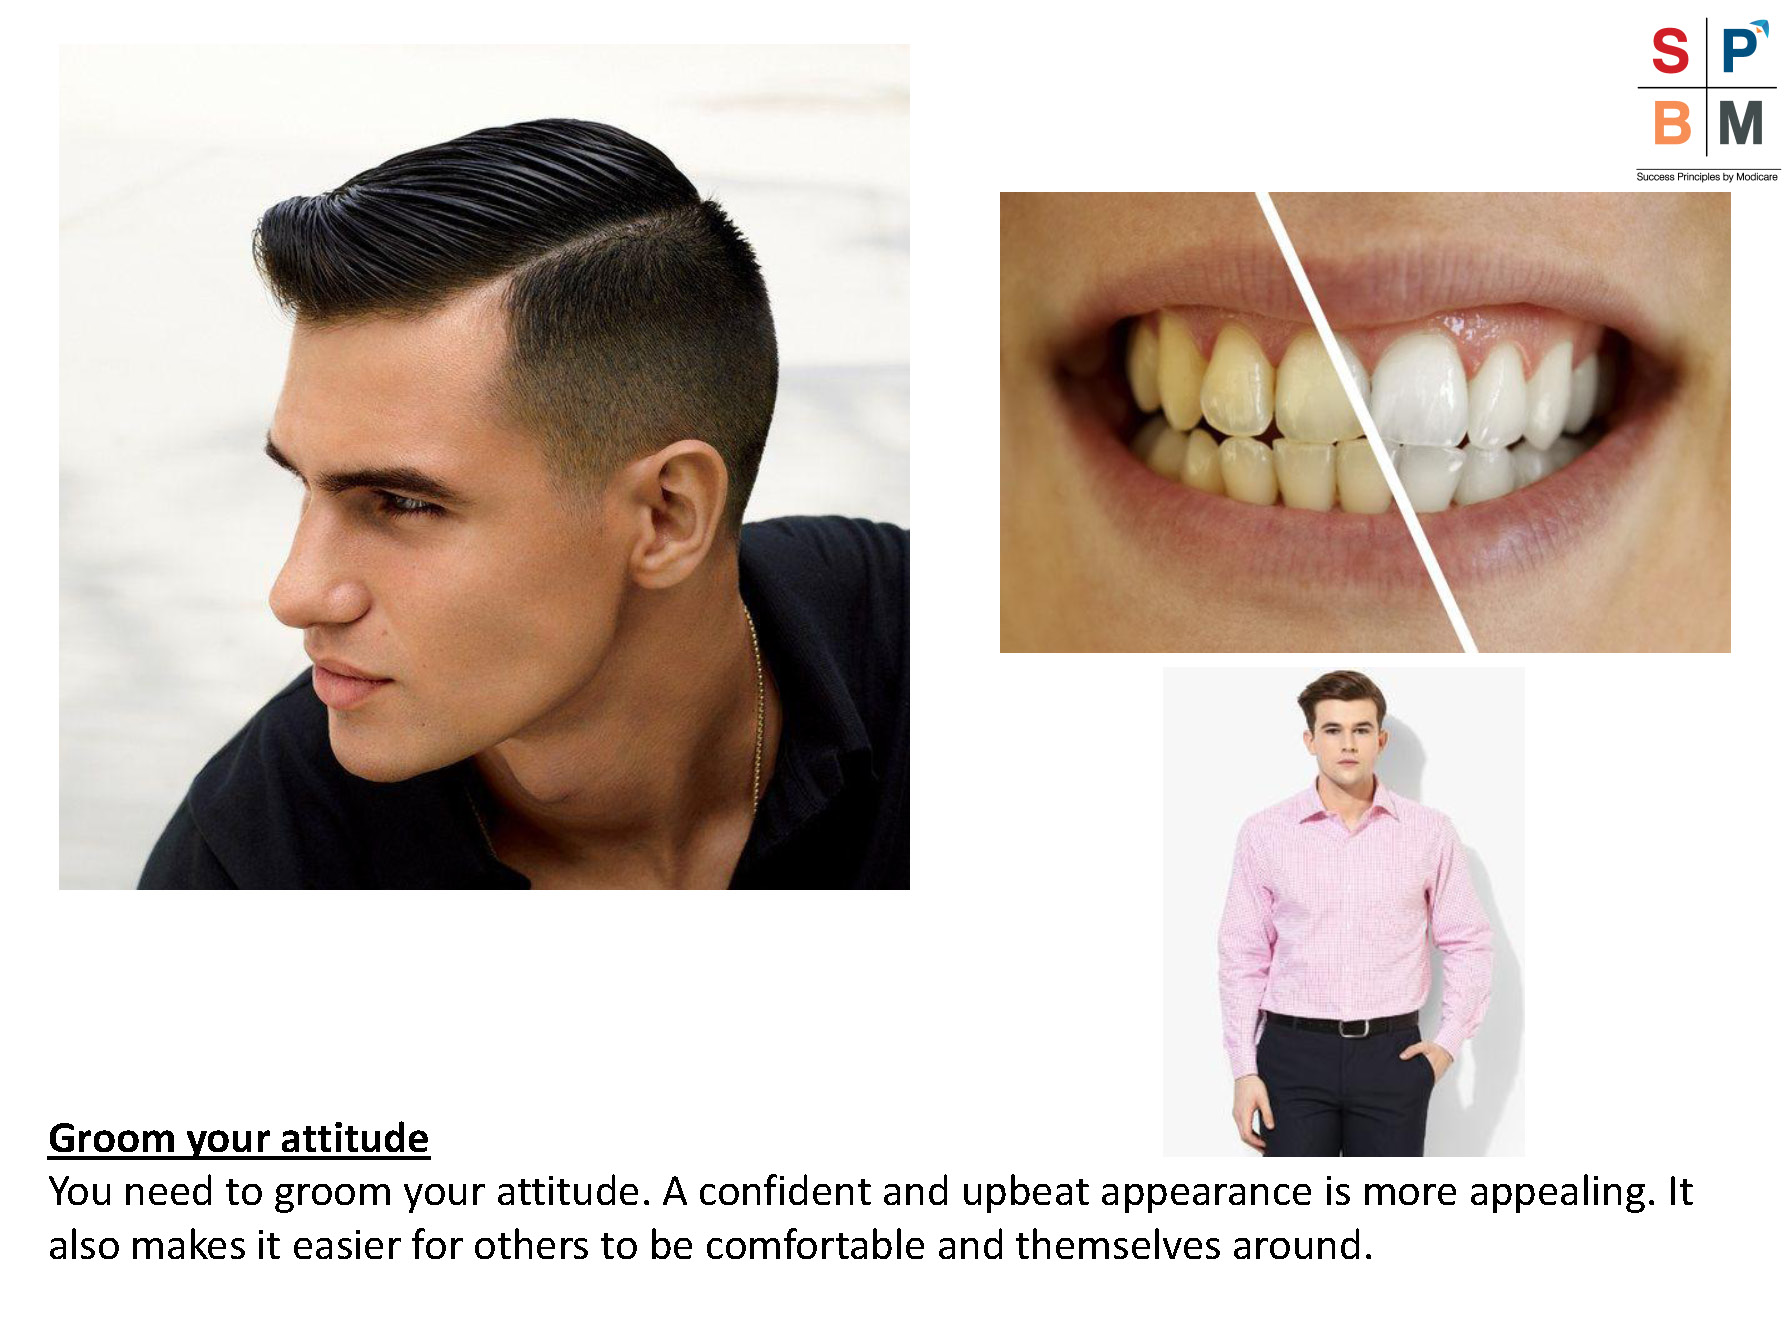 S P
B M
Success Principles by Modicare
Groom your attitude
You need to groom your attitude. A confident and upbeat appearance is more appealing. It
also makes it easier for others to be comfortable and themselves around.